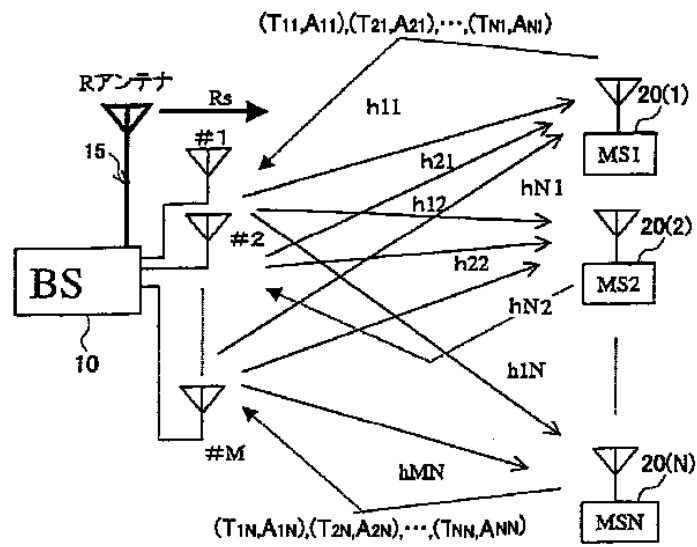 (T11,A11),(T21,A21),⋯,(TN1,AN1)
Rアンテナ
Rs
20(1)
h11
#1
15
MS1
h21
hN1
h12
20(2)
#2
BS
h22
MS2
hN2
10
h1N
20(N)
#M
hMN
MSN
(T1N,A1N),(T2N,A2N),⋯,(TNN,ANN)